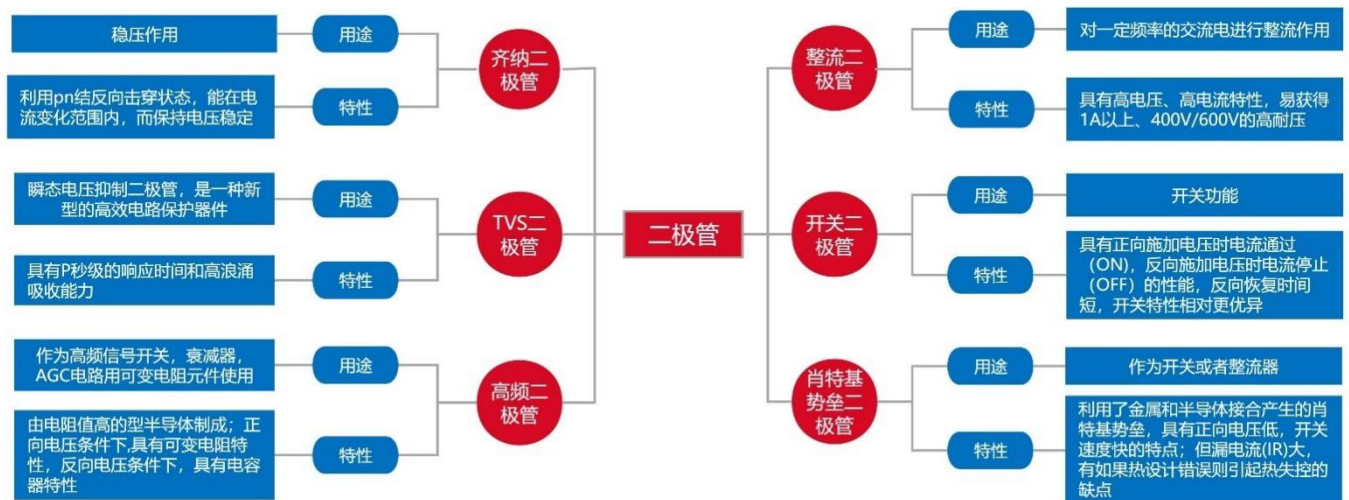 二极管
齐纳二
极管
用途
稳压作用
特性
利用pn结反向击穿状态，能在电
流变化范围内，而保持电压稳定
TVS二
极管
用途
瞬态电压抑制二极管，是一种新
型的高效电路保护器件
特性
具有P秒级的响应时间和高浪涌
吸收能力
高频二
极管
用途
作为高频信号开关，衰减器，
AGC电路用可变电阻元件使用
特性
由电阻值高的型半导体制成；正
向电压条件下,具有可变电阻特
性，反向电压条件下，具有电容
器特性
整流二
极管
用途
对一定频率的交流电进行整流作用
特性
具有高电压、高电流特性，易获得
1A以上、400V/600V的高耐压
开关二
极管
用途
开关功能
特性
具有正向施加电压时电流通过
（ON)，反向施加电压时电流停止
（OFF）的性能，反向恢复时间
短，开关特性相对更优异
肖特基
势垒二
极管
用途
作为开关或者整流器
特性
利用了金属和半导体接合产生的肖
特基势垒，具有正向电压低，开关
速度快的特点；但漏电流(IR)大，
有如果热设计错误则引起热失控的
缺点